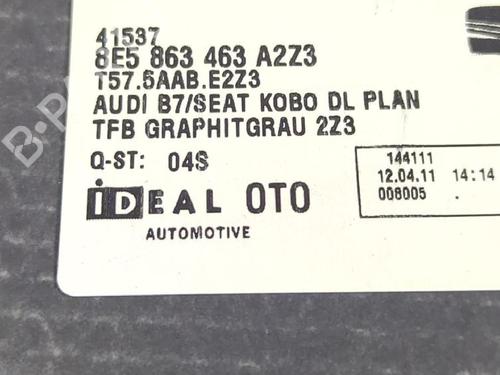 41537
8E5 863 463 A2Z3
T57.5AAB.E2Z3
AUDI B7/SEAT KOBO DL PLAN
TFB GRAPHITGRAU 2Z3
Q-ST: 04S
144111
12.04.11 14:14
008005 .
iDEAL OTO
AUTOMOTIVE